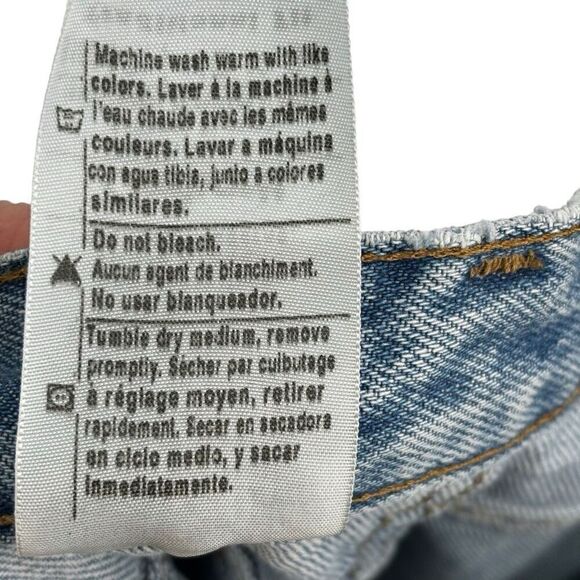 Machine wash warm with like
colors. Laver à la machine à
l'eau chaude avec les mêmes
couleurs. Lavar a máquina
con agua tibia, junto a colores
similares.
Do not bleach.
Aucun agent de blanchiment.
No usar blanqueador.
Tumble dry medium, remove
promptly. Sécher par culbutage
à réglage moyen, retirer
rapidement. Secar en secadora
en ciclo medio, y sacar
inmediatamente.